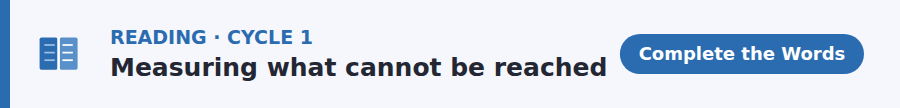 READING · CYCLE 1
Measuring what cannot be reached
Complete the Words